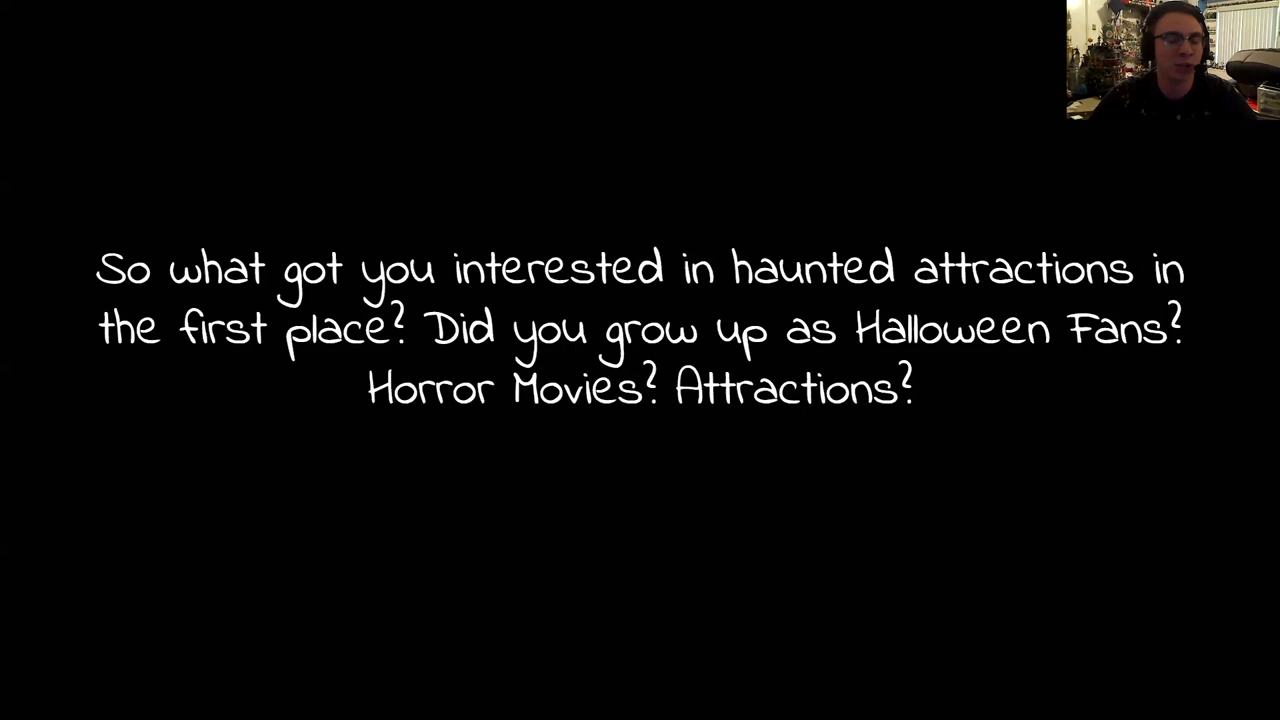 So what got you interested in haunted attractions in
the first place? Did you grow up as Halloween Fans?
Horror Movies? Attractions?